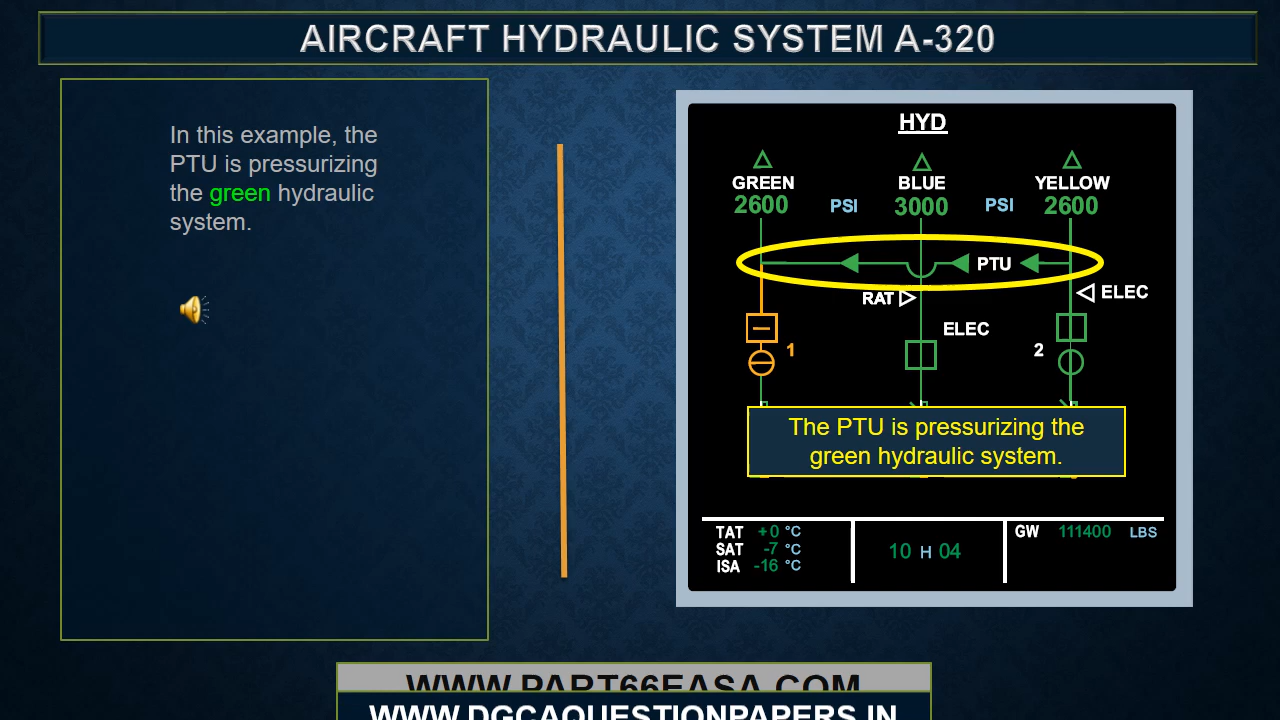 AIRCRAFT HYDRAULIC SYSTEM A-320
In this example, the
PTU is pressurizing
the green hydraulic
system.
HYD
GREEN BLUE YELLOW
2600 PSI 3000 PSI 2600
PTU
RAT ELEC
ELEC
1 2
The PTU is pressurizing the
green hydraulic system.
TAT +0 °C
SAT -7 °C
ISA -16 °C
10 H 04
GW 111400 LBS
WWW.PART66EASA.COM
WWW.DGCAQUESTIONPAPERS.IN